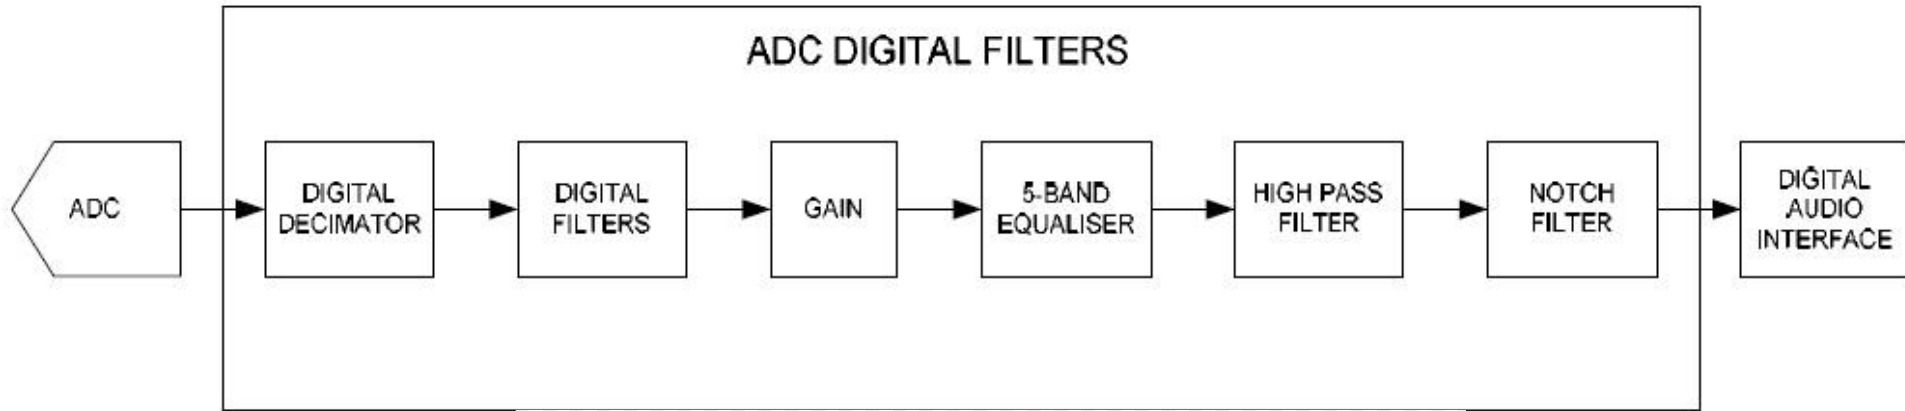 ADC DIGITAL FILTERS
ADC
DIGITAL
DECIMATOR
DIGITAL
FILTERS
GAIN
5-BAND
EQUALISER
HIGH PASS
FILTER
NOTCH
FILTER
DIGITAL
AUDIO
INTERFACE